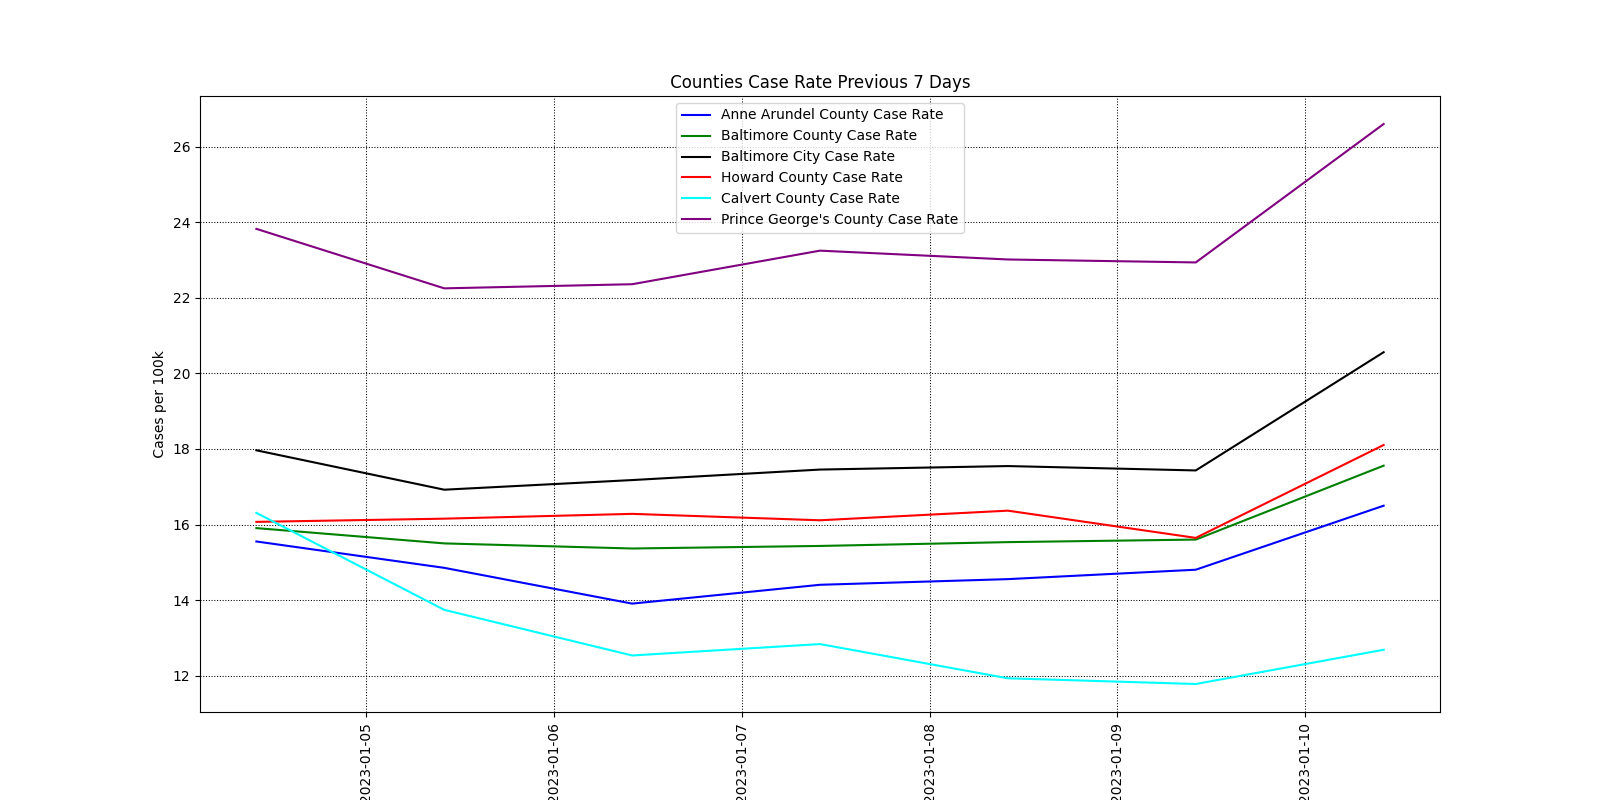 Counties Case Rate Previous 7 Days
Anne Arundel County Case Rate
Baltimore County Case Rate
Baltimore City Case Rate
Howard County Case Rate
Calvert County Case Rate
Prince George's County Case Rate
Cases per 100k
26
24
22
20
18
16
14
12
2023-01-05
2023-01-06
2023-01-07
2023-01-08
2023-01-09
2023-01-10